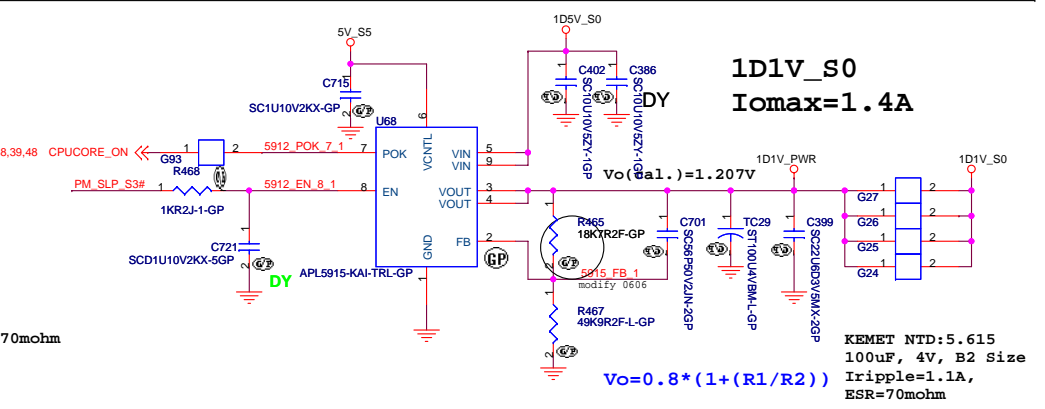 1D5V_S0
5V_S5
1D1V_S0
Iomax=1.4A
C715
1
2
SC1U10V2KX-GP
C402
SC10U10V5ZY-1GP
C386
SC10U10V5ZY-1GP
DY
U68
6
8,39,48 CPUCORE_ON
1
2
G93
5912_POK_7_1
7
POK
VCNTL
VIN
5
VIN
9
PM_SLP_S3#
R468
1KR2J-1-GP
5912_EN_8_1
8
EN
VOUT
3
VOUT
4
GND
1
FB
2
GP
APL5915-KAI-TRL-GP
C721
1
2
SCD1U10V2KX-5GP
DY
Vo(Cal.)=1.207V
1D1V_PWR
1D1V_S0
R465
18K7R2F-GP
5915_FB_1
modify 0606
R467
49K9R2F-L-GP
C701
SC56P50V2JN-2GP
TC29
ST100U4VBM-L-GP
C399
SC22U6D3V5MX-2GP
G27
1
2
G26
1
2
G25
1
2
G24
1
2
70mohm
Vo=0.8*(1+(R1/R2))
KEMET NTD:5.615
100uF, 4V, B2 Size
Iripple=1.1A,
ESR=70mohm